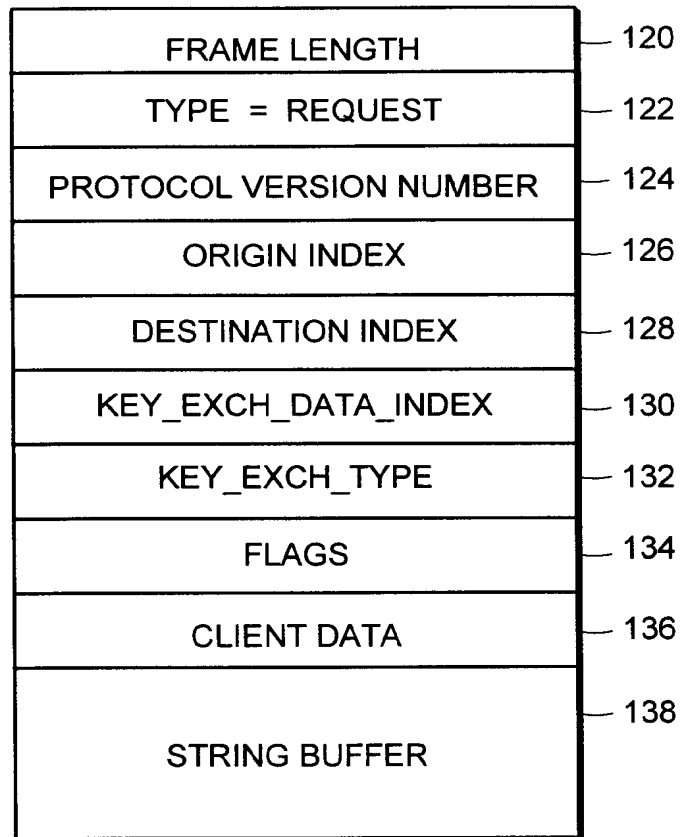 FRAME LENGTH 120
TYPE = REQUEST 122
PROTOCOL VERSION NUMBER 124
ORIGIN INDEX 126
DESTINATION INDEX 128
KEY_EXCH_DATA_INDEX 130
KEY_EXCH_TYPE 132
FLAGS 134
CLIENT DATA 136
138
STRING BUFFER